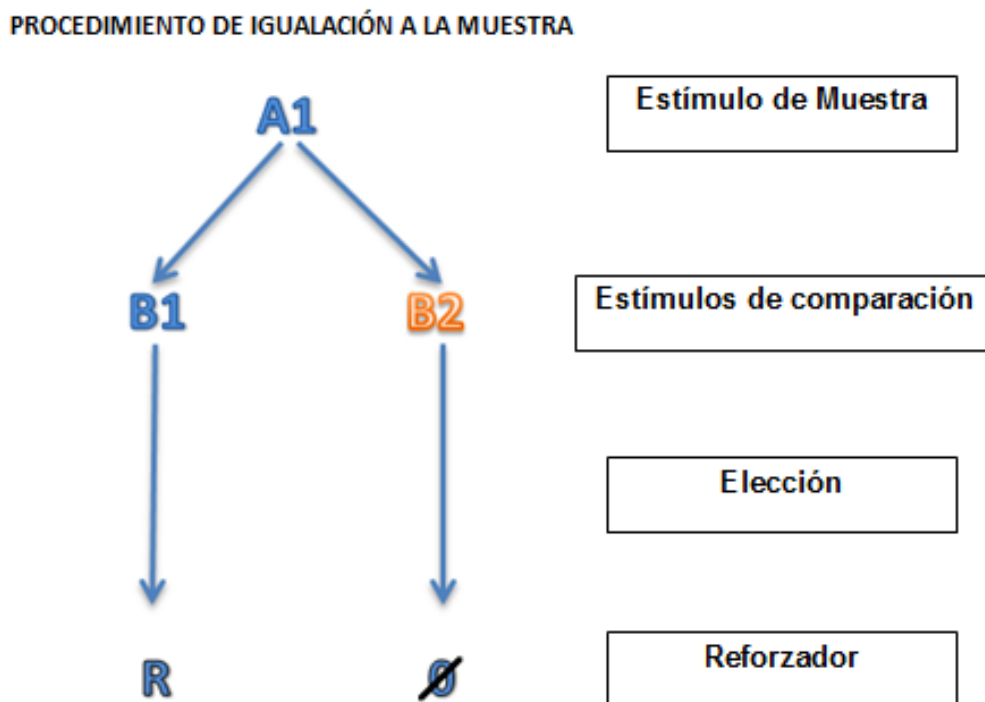 PROCEDIMIENTO DE IGUALACIÓN A LA MUESTRA
A1
Estímulo de Muestra
B1
B2
Estímulos de comparación
Elección
R
Ø
Reforzador